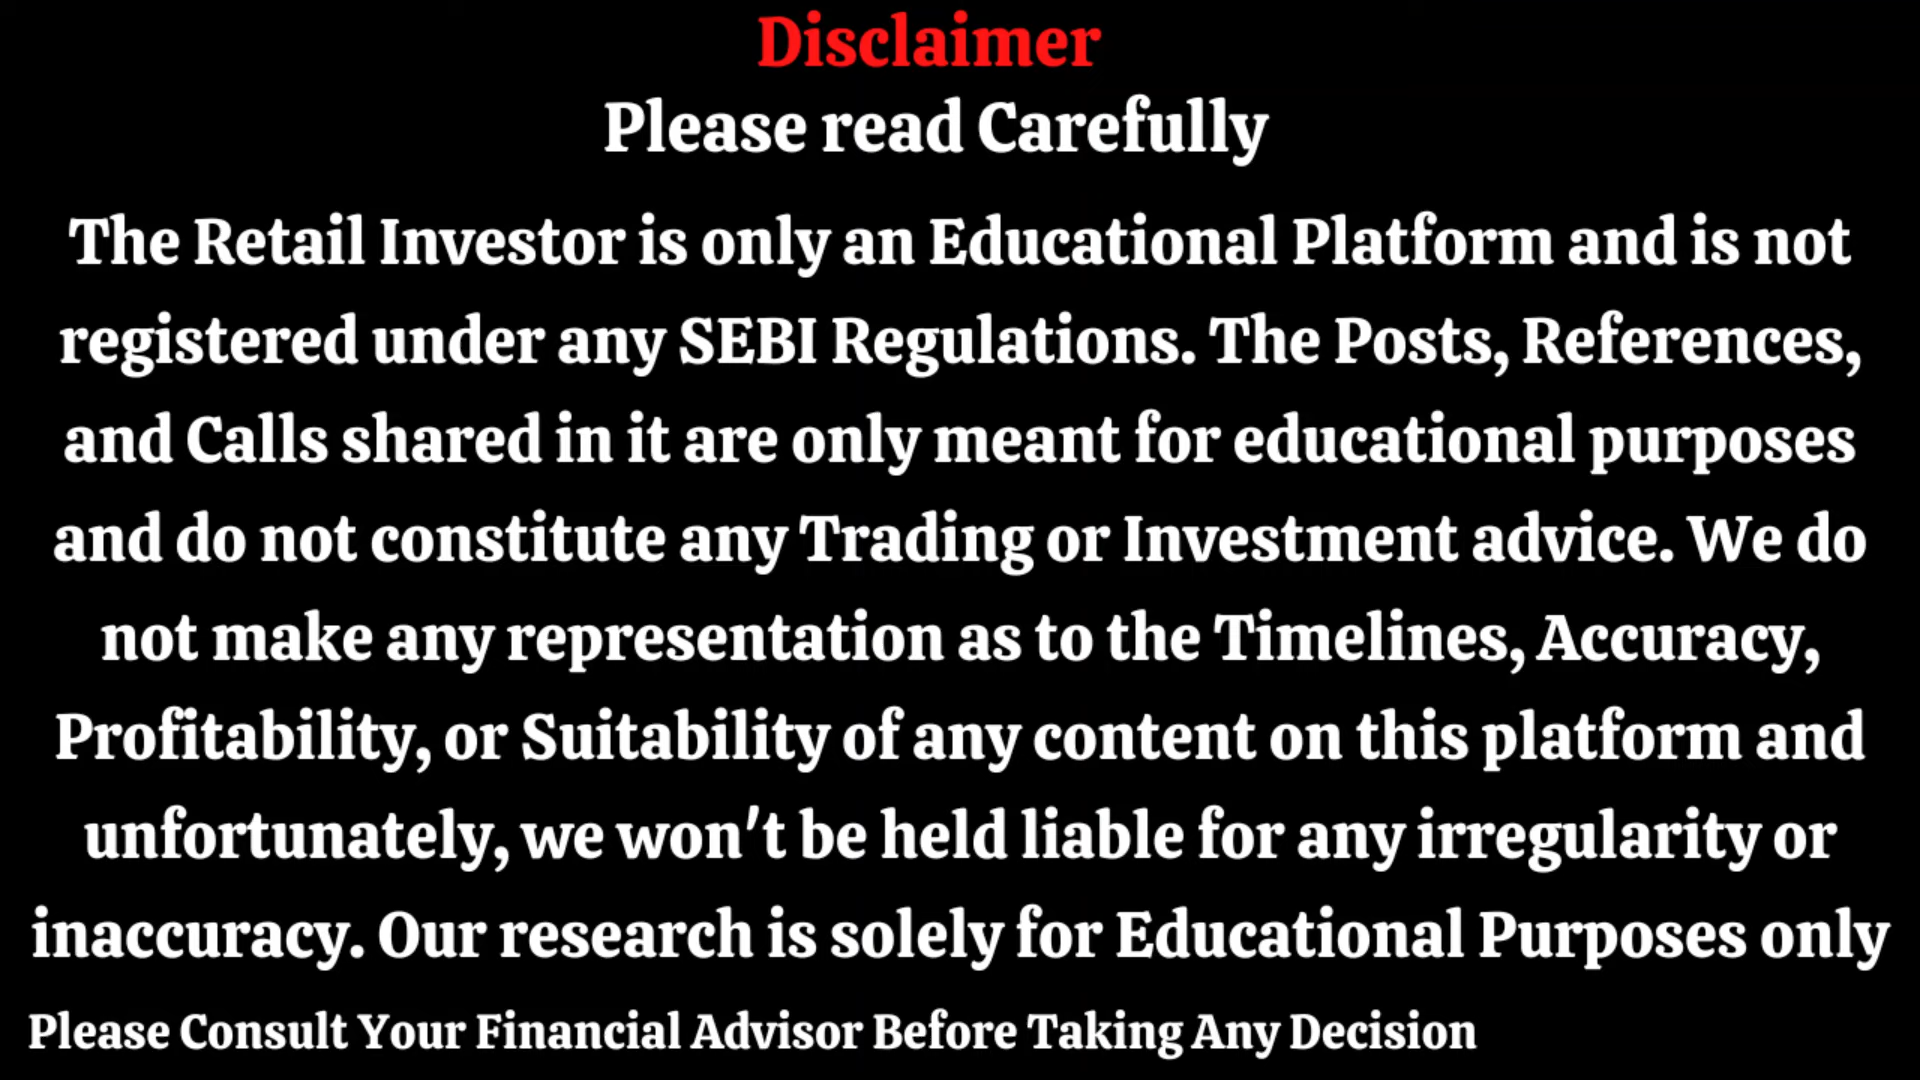 Disclaimer
Please read Carefully
The Retail Investor is only an Educational Platform and is not
registered under any SEBI Regulations. The Posts, References,
and Calls shared in it are only meant for educational purposes
and do not constitute any Trading or Investment advice. We do
not make any representation as to the Timelines, Accuracy,
Profitability, or Suitability of any content on this platform and
unfortunately, we won't be held liable for any irregularity or
inaccuracy. Our research is solely for Educational Purposes only
Please Consult Your Financial Advisor Before Taking Any Decision